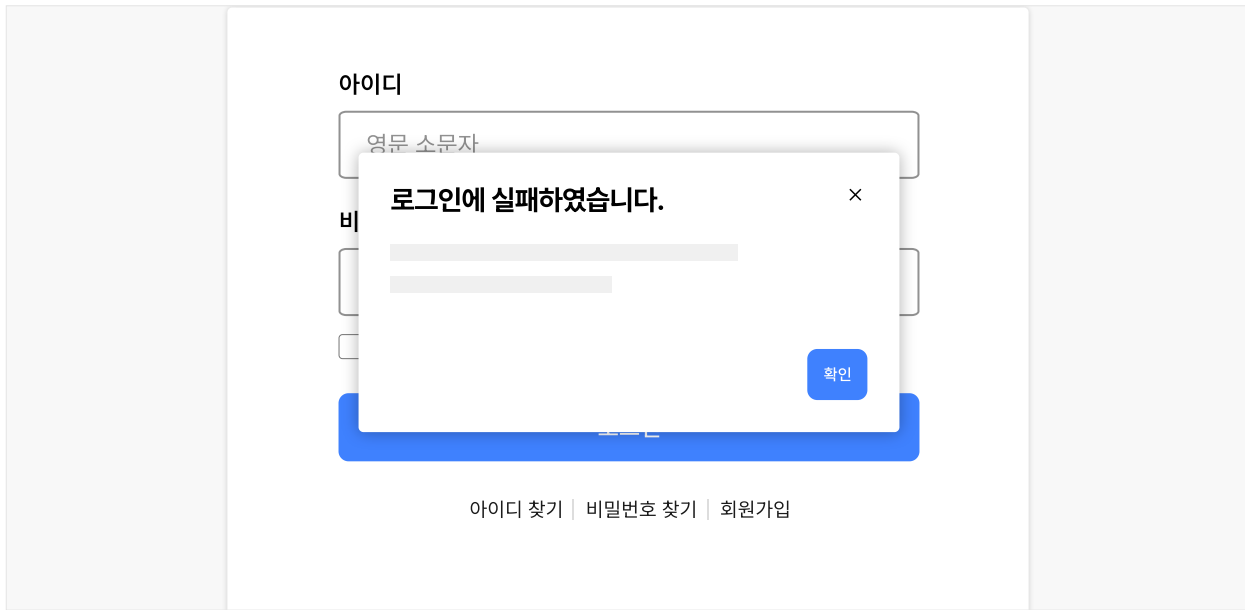 아이디
영문 소문자
로그인에 실패하였습니다.
비
확인
아이디 찾기 | 비밀번호 찾기 | 회원가입